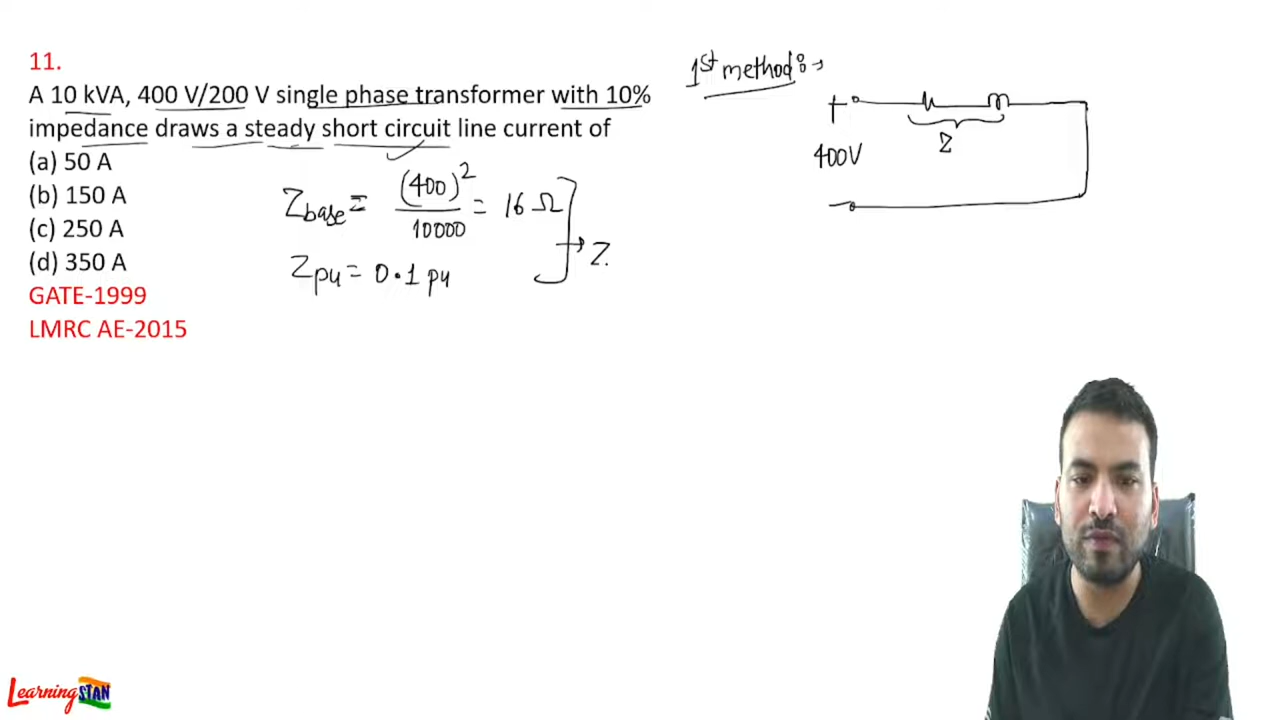 11.
A 10 kVA, 400 V/200 V single phase transformer with 10%
impedance draws a steady short circuit line current of
(a) 50 A
(b) 150 A
(c) 250 A
(d) 350 A
GATE-1999
LMRC AE-2015
Zbase = (400)² / 10000 = 16 Ω
Zpu = 0.1 pu
Z.
1st method:→
+
Z
400V
-
LearningSTAN